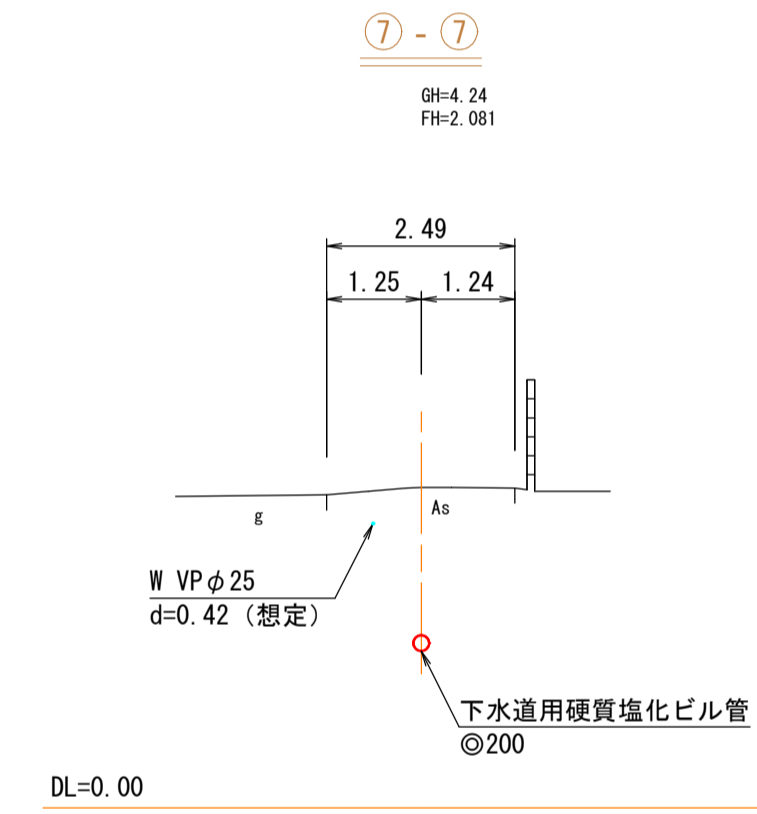 ⑦ - ⑦
GH=4.24
FH=2.081
2.49
1.25 1.24
As
g
W VPφ25
d=0.42 (想定)
下水道用硬質塩化ビル管
◎200
DL=0.00